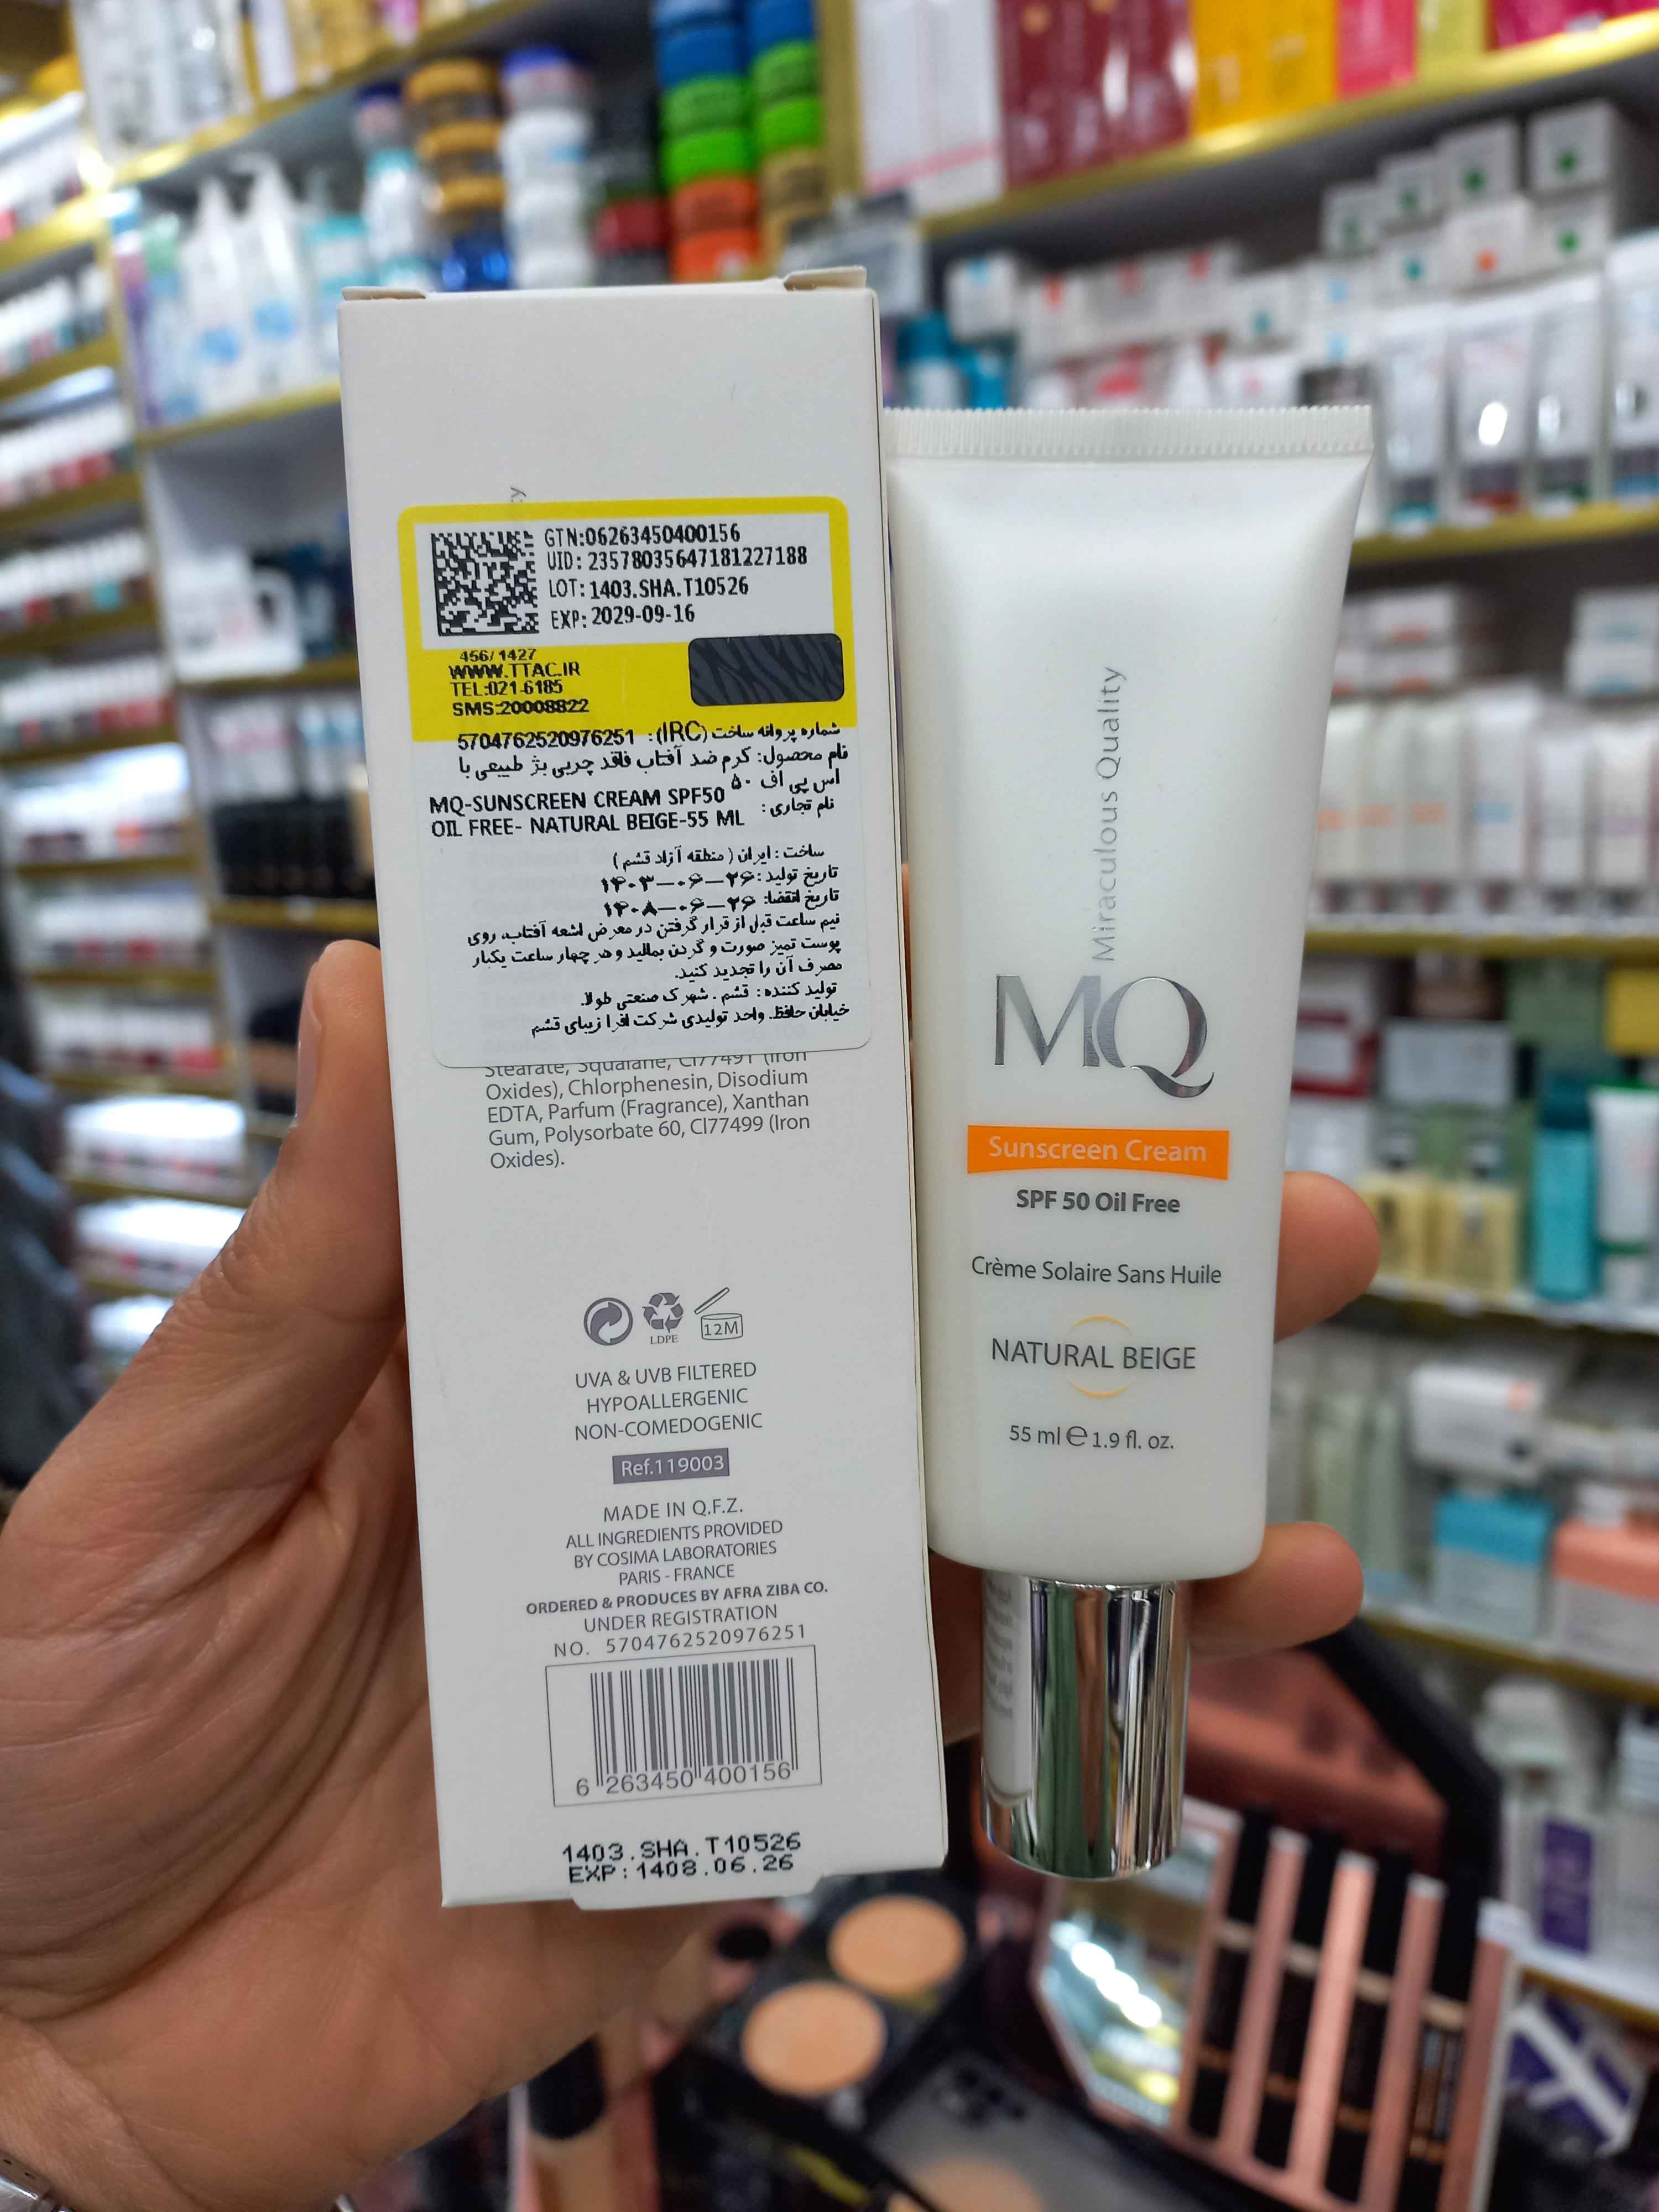 GTN:06263450400156
UID: 23578035647181227188
LOT: 1403.SHA.T10526
EXP: 2029-09-16
456/1427
WWW.TTAC.IR
TEL:021-6185
SMS:20008822
شماره پروانه ساخت (IRC): 5704762520976251
نام محصول: کرم ضد آفتاب فاقد چربی بژ طبیعی با
اس پی اف ۵۰
نام تجاری:
MQ-SUNSCREEN CREAM SPF50
OIL FREE- NATURAL BEIGE-55 ML
ساخت: ایران ( منطقه آزاد قشم )
تاریخ تولید: ۱۴۰۳-۰۶-۲۶
تاریخ انقضا: ۱۴۰۸-۰۶-۲۶
نیم ساعت قبل از قرار گرفتن در معرض اشعه آفتاب، روی
پوست تمیز صورت و گردن بمالید و هر چهار ساعت یکبار
مصرف آن را تجدید کنید.
تولید کننده: قشم . شهرک صنعتی طولا.
خیابان حافظ. واحد تولیدی شرکت افرا زیبای قشم
Stearate, Squalane, CI77491 (Iron
Oxides), Chlorphenesin, Disodium
EDTA, Parfum (Fragrance), Xanthan
Gum, Polysorbate 60, CI77499 (Iron
Oxides).
LDPE
12M
UVA & UVB FILTERED
HYPOALLERGENIC
NON-COMEDOGENIC
Ref.119003
MADE IN Q.F.Z.
ALL INGREDIENTS PROVIDED
BY COSIMA LABORATORIES
PARIS - FRANCE
ORDERED & PRODUCES BY AFRA ZIBA CO.
UNDER REGISTRATION
NO. 5704762520976251
6 263450 400156
1403.SHA.T10526
EXP:1408.06.26
Miraculous Quality
MQ
Sunscreen Cream
SPF 50 Oil Free
Crème Solaire Sans Huile
NATURAL BEIGE
55 ml e 1.9 fl. oz.